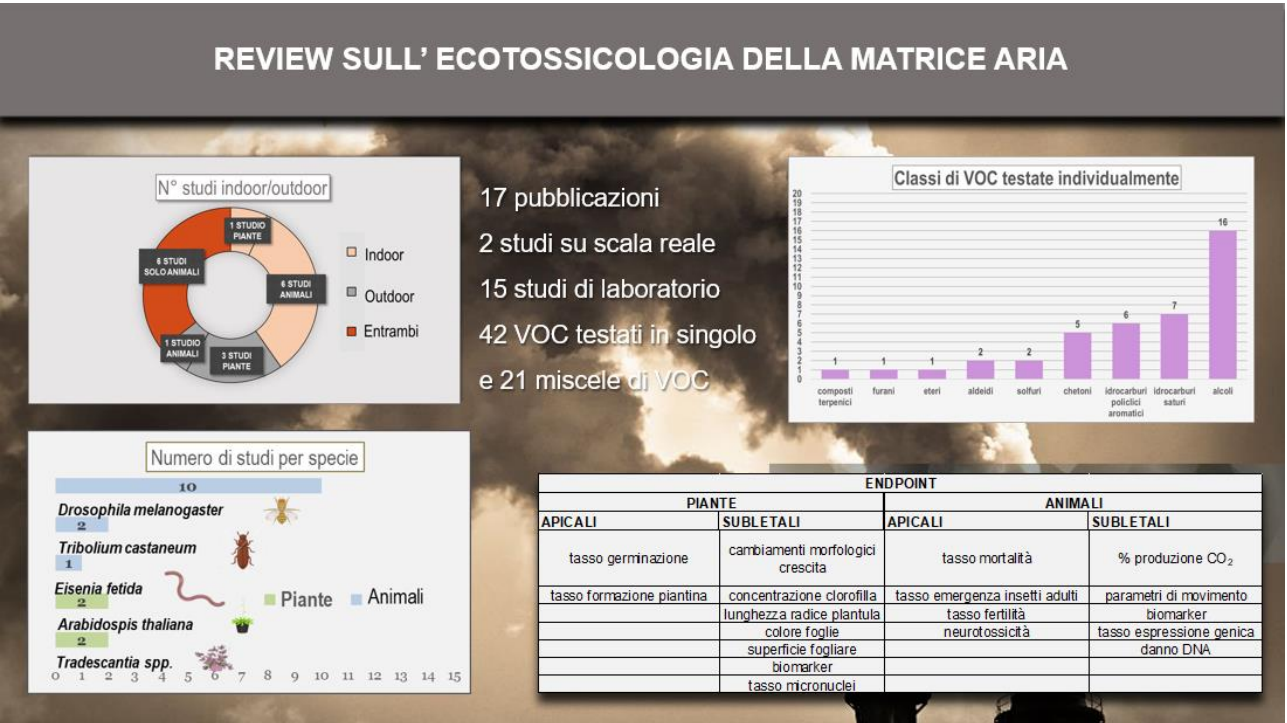 REVIEW SULL’ ECOTOSSICOLOGIA DELLA MATRICE ARIA
N° studi indoor/outdoor
1 STUDIO
PIANTE
6 STUDI
SOLO ANIMALI
6 STUDI
ANIMALI
1 STUDIO
ANIMALI
3 STUDI
PIANTE
Indoor
Outdoor
Entrambi
17 pubblicazioni
2 studi su scala reale
15 studi di laboratorio
42 VOC testati in singolo
e 21 miscele di VOC
Classi di VOC testate individualmente
20
19
18
17
16
15
14
13
12
11
10
9
8
7
6
5
4
3
2
1
0
1 1 1 2 2 5 6 7 16
composti
terpenici
furani
eteri
aldeidi
solfuri
chetoni
idrocarburi
policlici
aromatici
idrocarburi
saturi
alcoli
Numero di studi per specie
10
Drosophila melanogaster
2
Tribolium castaneum
1
Eisenia fetida
2
Arabidospis thaliana
2
Tradescantia spp.
Piante
Animali
0 1 2 3 4 5 6 7 8 9 10 11 12 13 14 15
ENDPOINT
PIANTE ANIMALI
APICALI SUBLETALI APICALI SUBLETALI
tasso germinazione
cambiamenti morfologici
crescita
tasso mortalità
% produzione CO₂
tasso formazione piantina concentrazione clorofilla tasso emergenza insetti adulti parametri di movimento
lunghezza radice plantula tasso fertilità biomarker
colore foglie neurotossicità tasso espressione genica
superficie fogliare danno DNA
biomarker
tasso micronuclei